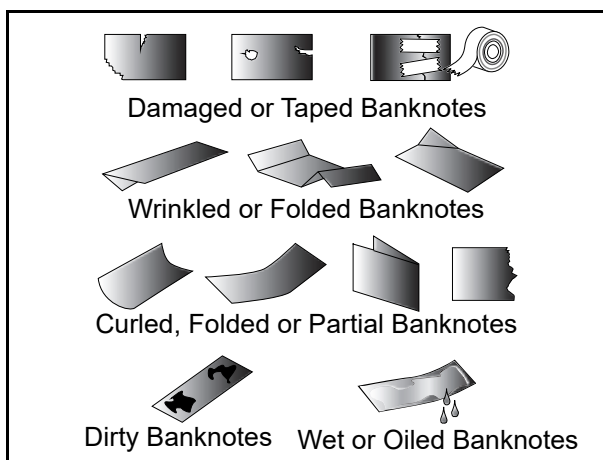 Damaged or Taped Banknotes
Wrinkled or Folded Banknotes
Curled, Folded or Partial Banknotes
Dirty Banknotes
Wet or Oiled Banknotes